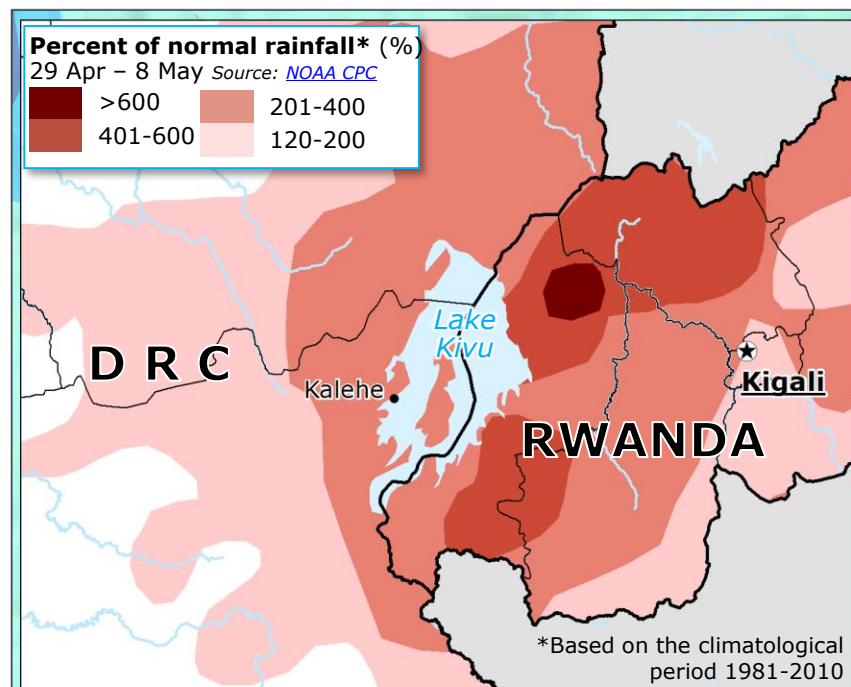 Percent of normal rainfall* (%)
29 Apr – 8 May Source: NOAA CPC
>600
201-400
401-600
120-200
Lake
Kivu
D R C
Kigali
Kalehe
RWANDA
*Based on the climatological
period 1981-2010